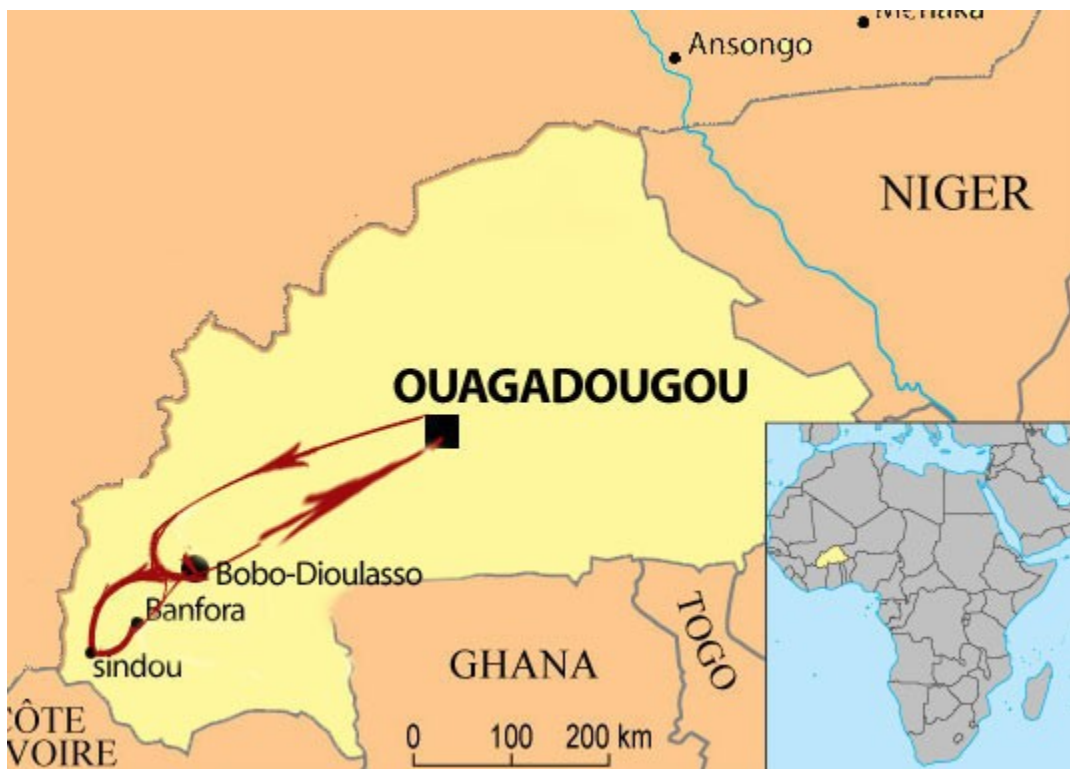 Ansongo
NIGER
OUAGADOUGOU
Bobo-Dioulasso
Banfora
sindou
GHANA
TOGO
CÔTE
VOIRE
0 100 200 km